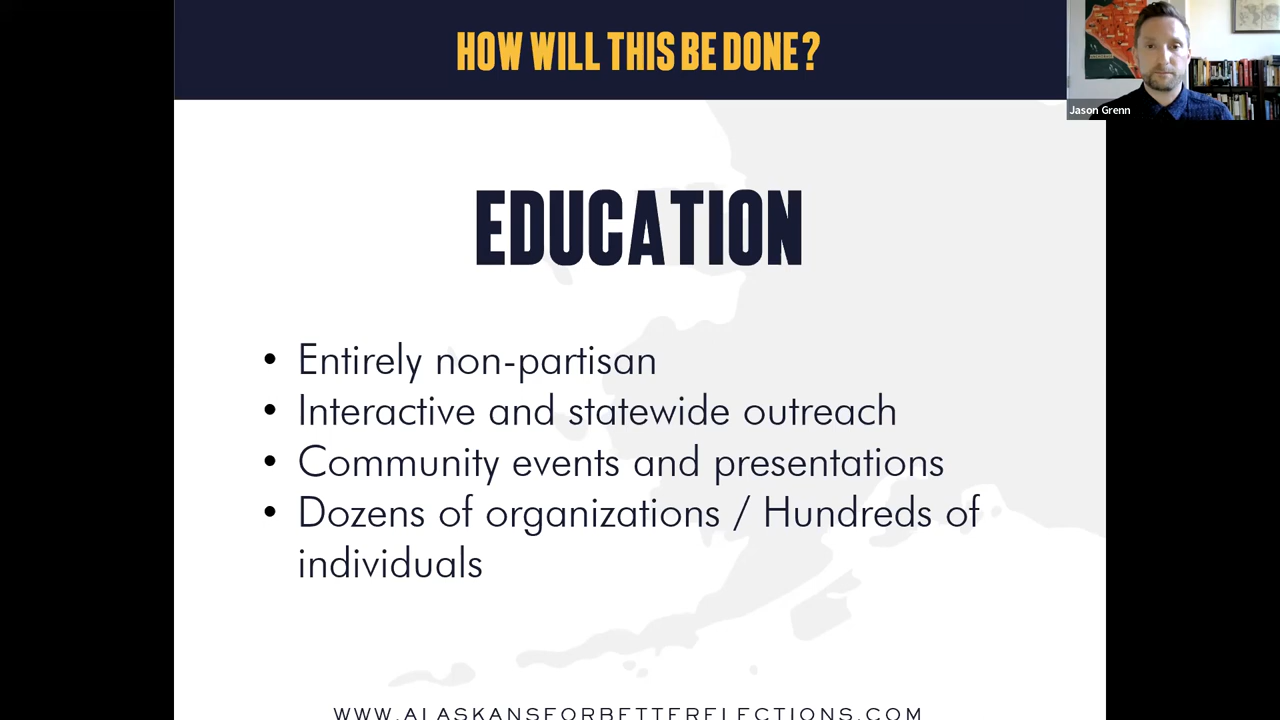 HOW WILL THIS BE DONE?
Jason Grenn
EDUCATION
• Entirely non-partisan
• Interactive and statewide outreach
• Community events and presentations
• Dozens of organizations / Hundreds of
individuals
WWW.ALASKANSFORBETTERELECTIONS.COM